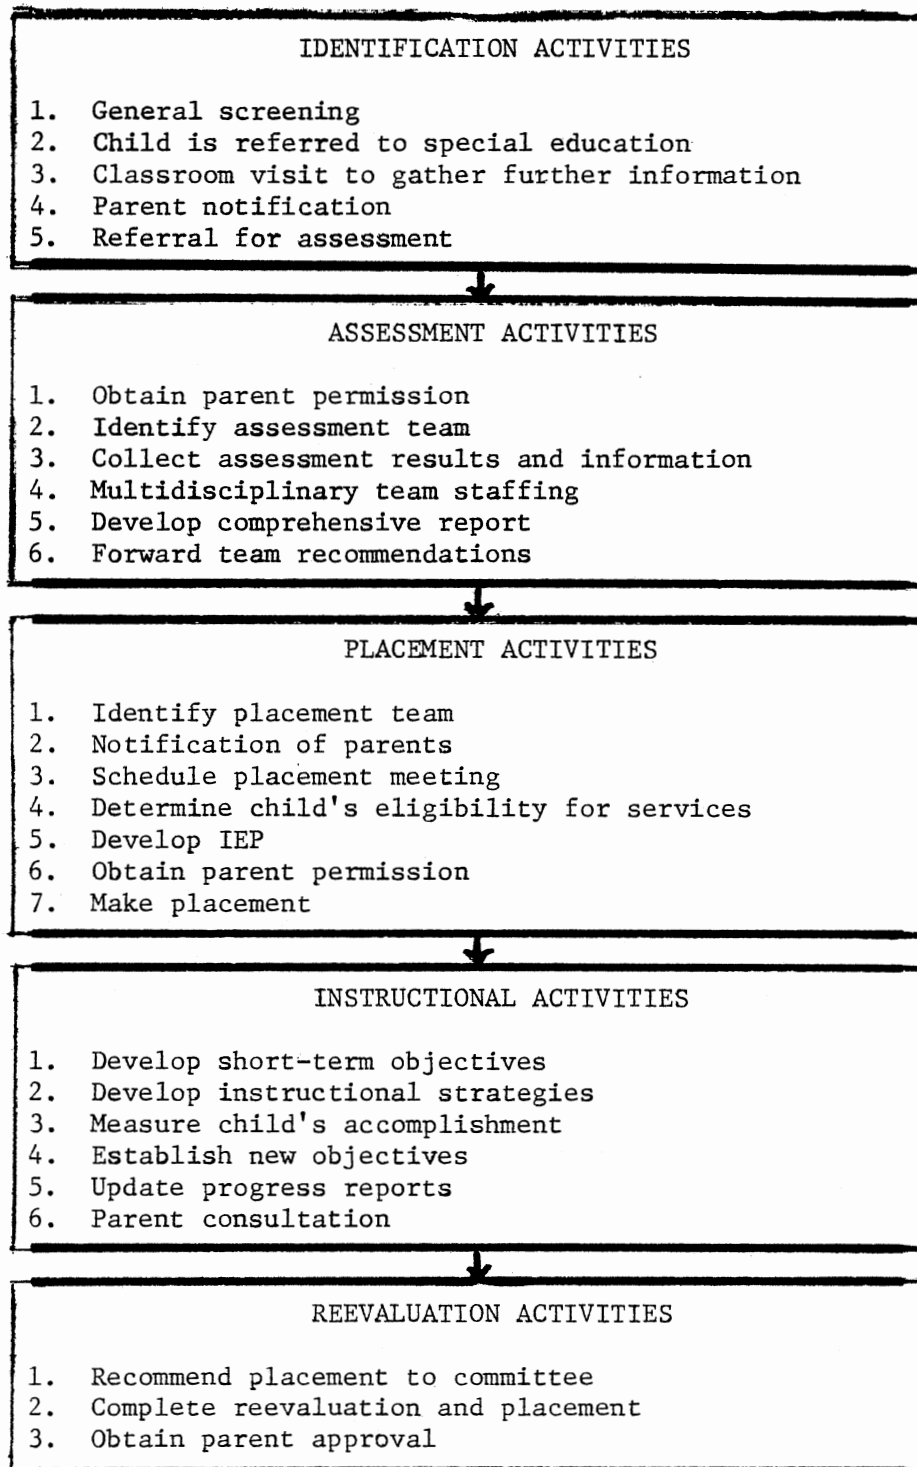 IDENTIFICATION ACTIVITIES
1. General screening
2. Child is referred to special education
3. Classroom visit to gather further information
4. Parent notification
5. Referral for assessment
ASSESSMENT ACTIVITIES
1. Obtain parent permission
2. Identify assessment team
3. Collect assessment results and information
4. Multidisciplinary team staffing
5. Develop comprehensive report
6. Forward team recommendations
PLACEMENT ACTIVITIES
1. Identify placement team
2. Notification of parents
3. Schedule placement meeting
4. Determine child's eligibility for services
5. Develop IEP
6. Obtain parent permission
7. Make placement
INSTRUCTIONAL ACTIVITIES
1. Develop short-term objectives
2. Develop instructional strategies
3. Measure child's accomplishment
4. Establish new objectives
5. Update progress reports
6. Parent consultation
REEVALUATION ACTIVITIES
1. Recommend placement to committee
2. Complete reevaluation and placement
3. Obtain parent approval